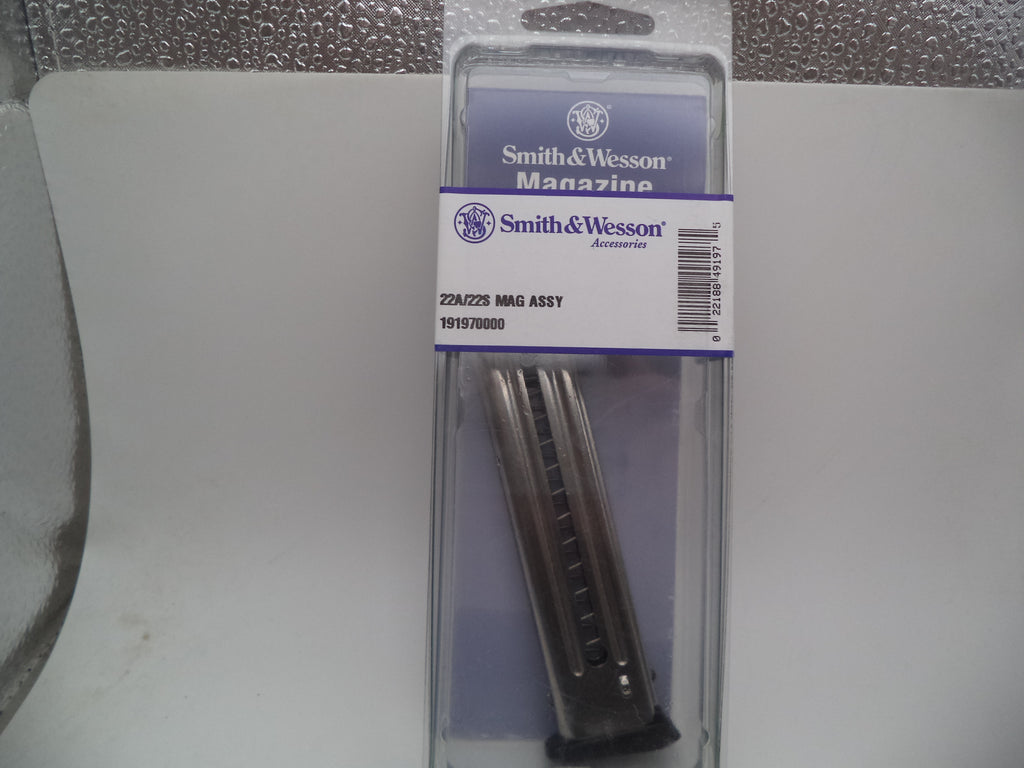 Smith & Wesson®
Magazine
Smith & Wesson®
Accessories
22A/22S MAG ASSY
191970000
0 22188 49197 5